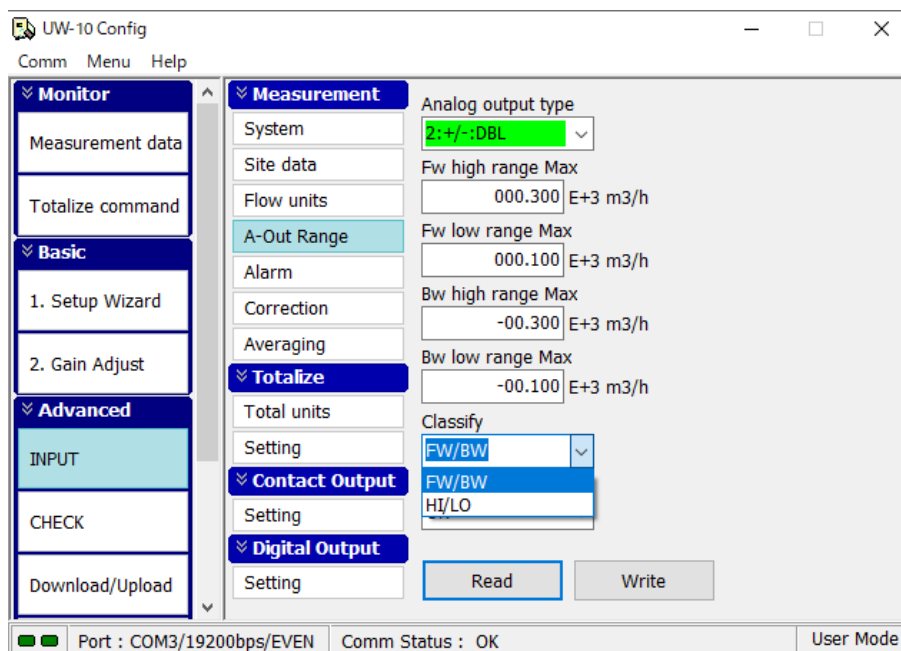 UW-10 Config
Comm Menu Help
Monitor
Measurement data
Totalize command
Basic
1. Setup Wizard
2. Gain Adjust
Advanced
INPUT
CHECK
Download/Upload
Measurement
System
Site data
Flow units
A-Out Range
Alarm
Correction
Averaging
Totalize
Total units
Setting
Contact Output
Setting
Digital Output
Setting
Analog output type
2:+/-:DBL
Fw high range Max
000.300 E+3 m3/h
Fw low range Max
000.100 E+3 m3/h
Bw high range Max
-00.300 E+3 m3/h
Bw low range Max
-00.100 E+3 m3/h
Classify
FW/BW
FW/BW
HI/LO
Read Write
Port : COM3/19200bps/EVEN Comm Status : OK User Mode